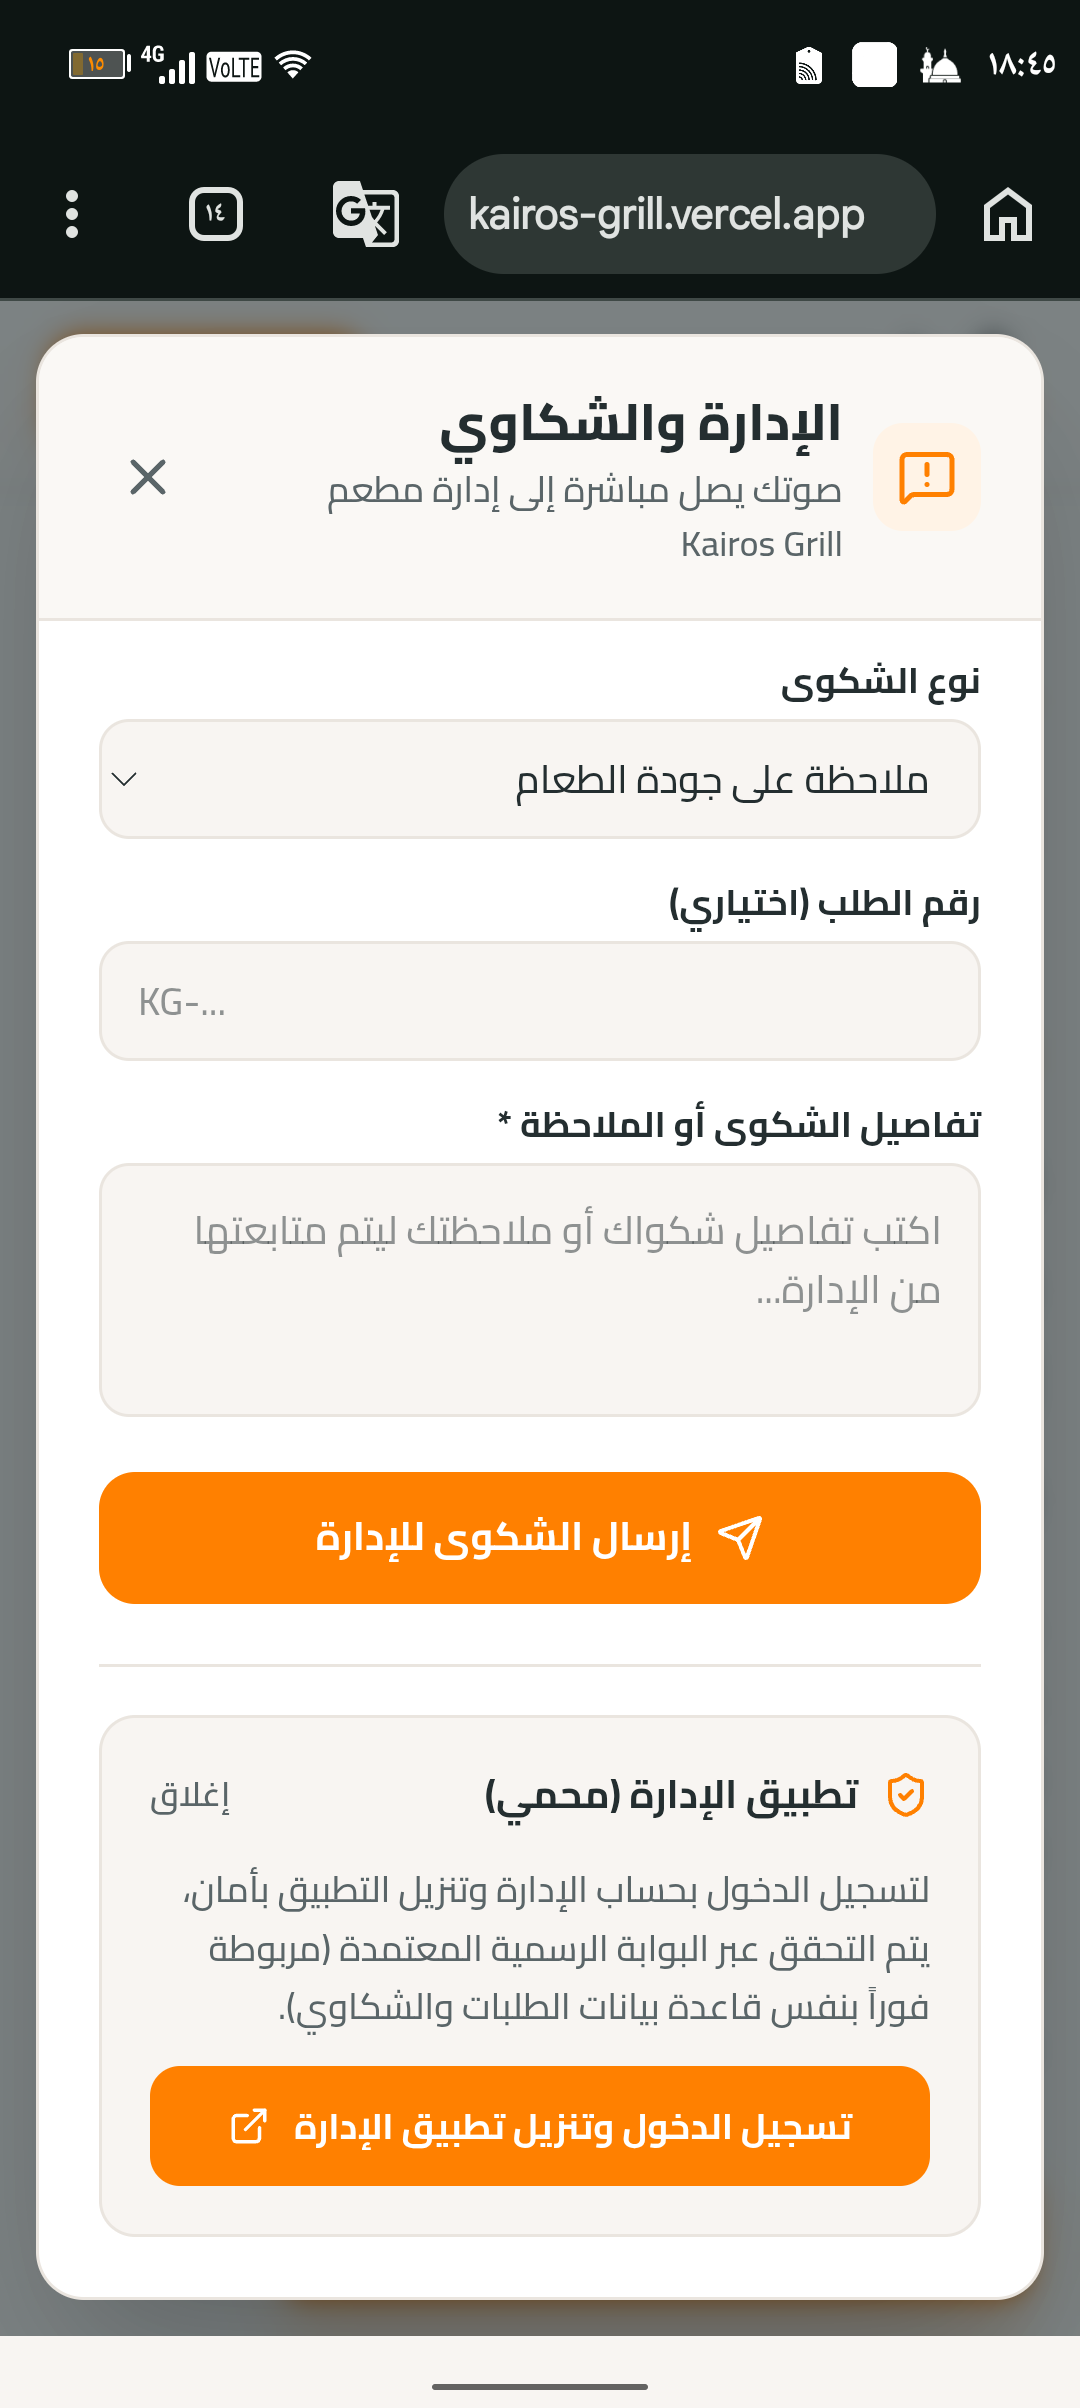 ١٨:٤٥
VoLTE
4G
١٥
kairos-grill.vercel.app
١٤
الإدارة والشكاوي
صوتك يصل مباشرة إلى إدارة مطعم
Kairos Grill
نوع الشكوى
ملاحظة على جودة الطعام
رقم الطلب (اختياري)
KG-...
تفاصيل الشكوى أو الملاحظة *
اكتب تفاصيل شكواك أو ملاحظتك ليتم متابعتها
من الإدارة...
إرسال الشكوى للإدارة
تطبيق الإدارة (محمي)
إغلاق
لتسجيل الدخول بحساب الإدارة وتنزيل التطبيق بأمان،
يتم التحقق عبر البوابة الرسمية المعتمدة (مربوطة
فوراً بنفس قاعدة بيانات الطلبات والشكاوي).
تسجيل الدخول وتنزيل تطبيق الإدارة